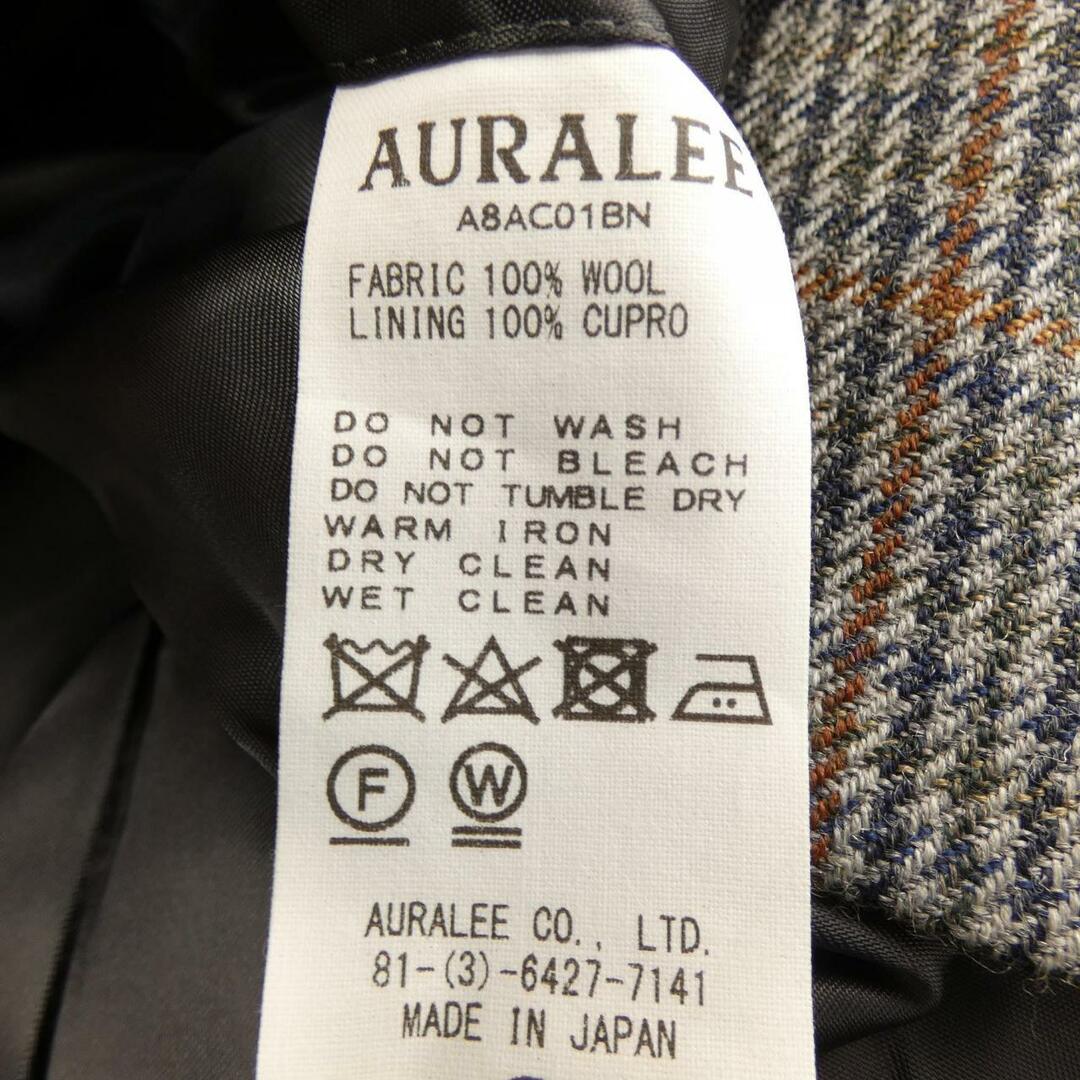 AURALEE
A8AC01BN
FABRIC 100% WOOL
LINING 100% CUPRO
DO NOT WASH
DO NOT BLEACH
DO NOT TUMBLE DRY
WARM IRON
DRY CLEAN
WET CLEAN
F W
AURALEE CO., LTD.
81-(3)-6427-7141
MADE IN JAPAN